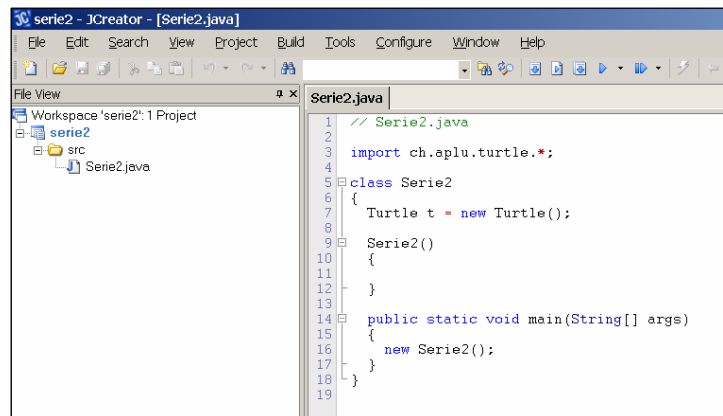 serie2 - JCreator - [Serie2.java]
File Edit Search View Project Build Tools Configure Window Help
File View
Serie2.java
Workspace 'serie2': 1 Project
serie2
src
Serie2.java
1 // Serie2.java
2
3 import ch.aplu.turtle.*;
4
5 class Serie2
6 {
7 Turtle t = new Turtle();
8
9 Serie2()
10 {
11
12 }
13
14 public static void main(String[] args)
15 {
16 new Serie2();
17 }
18 }
19